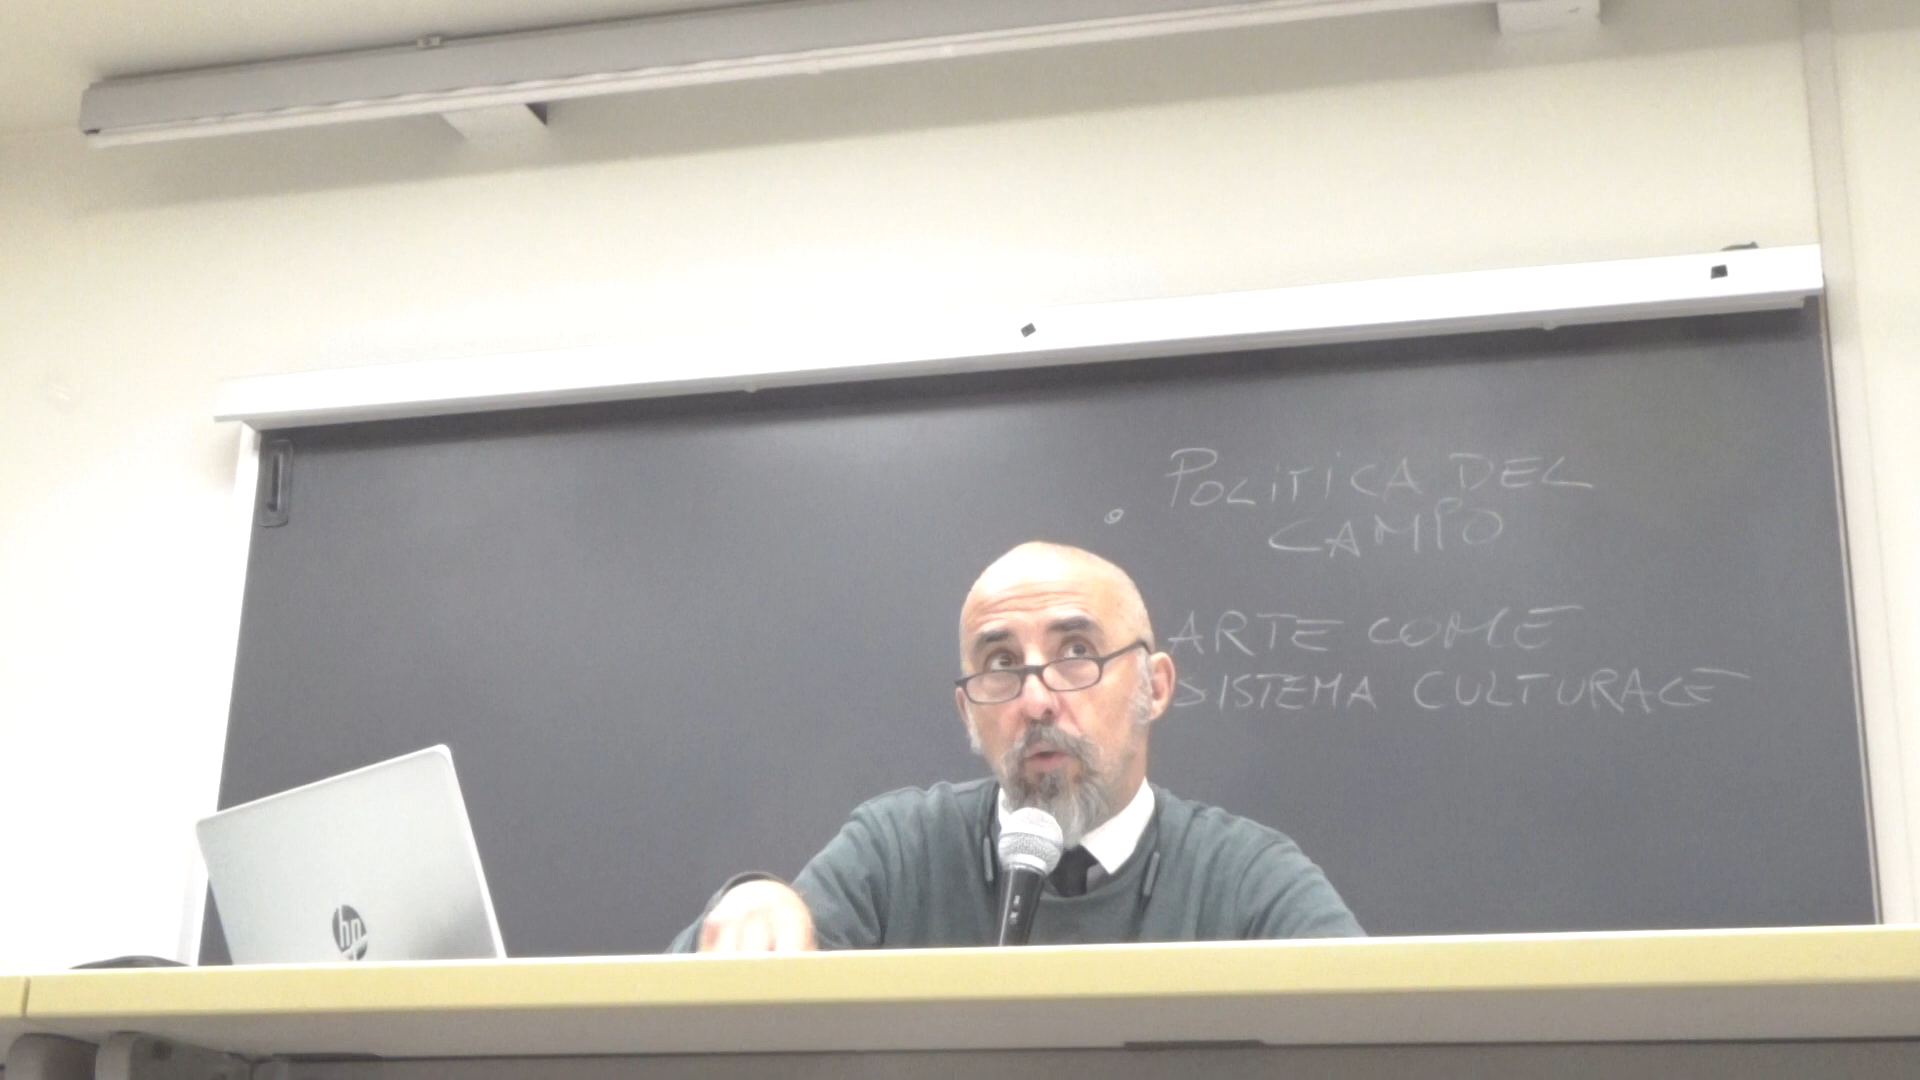 POLITICA DEL
CAMPO
ARTE COME
SISTEMA CULTURALE
hp